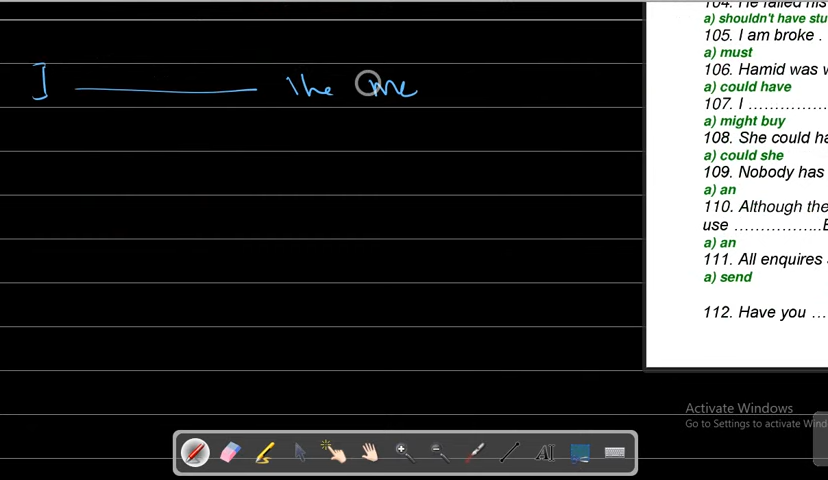 I ________ the me
104. He failed his
a) shouldn't have stu
105. I am broke .
a) must
106. Hamid was
a) could have
107. I ……………
a) might buy
108. She could ha
a) could she
109. Nobody has
a) an
110. Although the
use ……………..
a) an
111. All enquires
a) send
112. Have you …
Activate Windows
Go to Settings to activate Wind